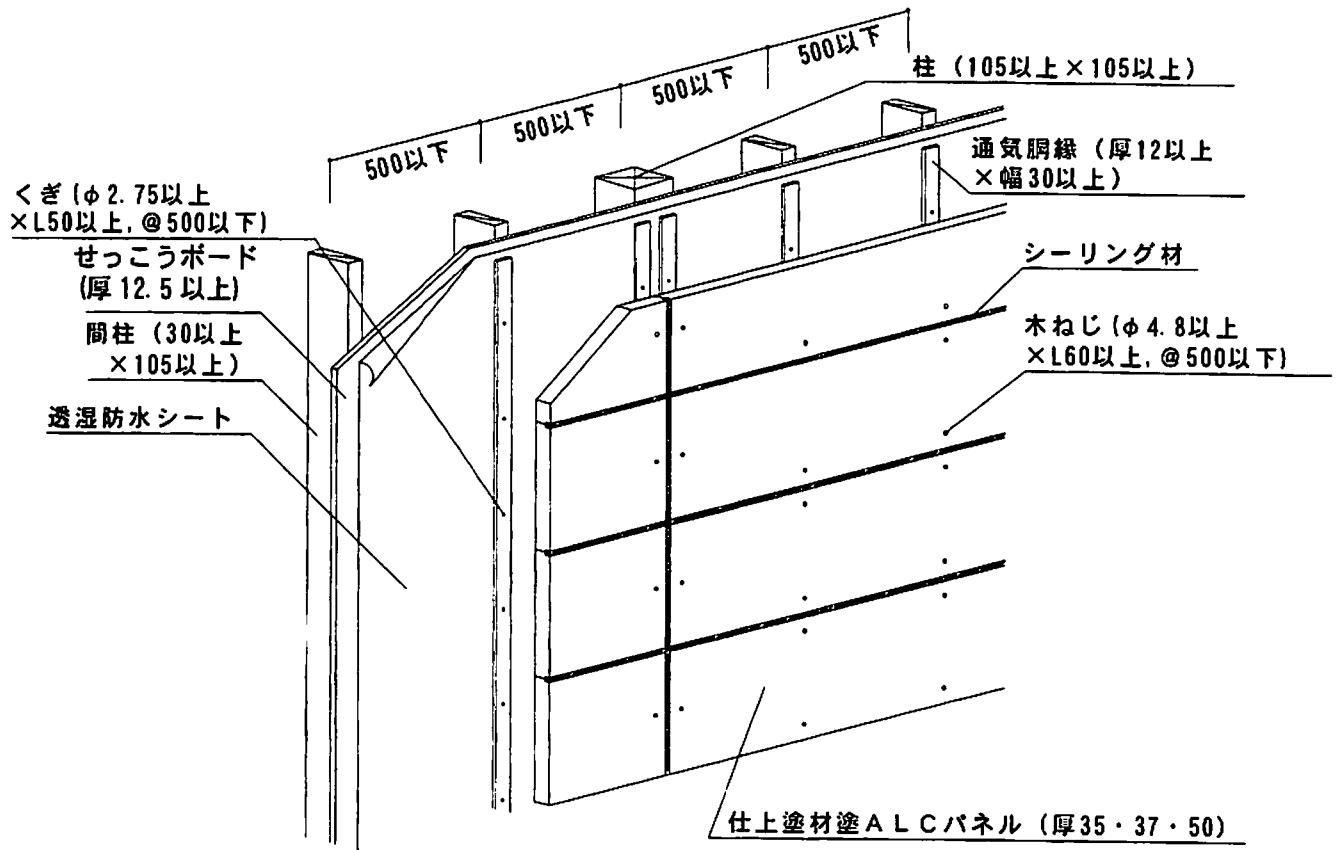 500以下
500以下
500以下
500以下
柱 (105以上×105以上)
通気胴縁 (厚12以上
×幅30以上)
くぎ (φ2.75以上
×L50以上, @500以下)
せっこうボード
(厚12.5以上)
シーリング材
間柱 (30以上
×105以上)
木ねじ (φ4.8以上
×L60以上, @500以下)
透湿防水シート
仕上塗材塗ALCパネル (厚35・37・50)